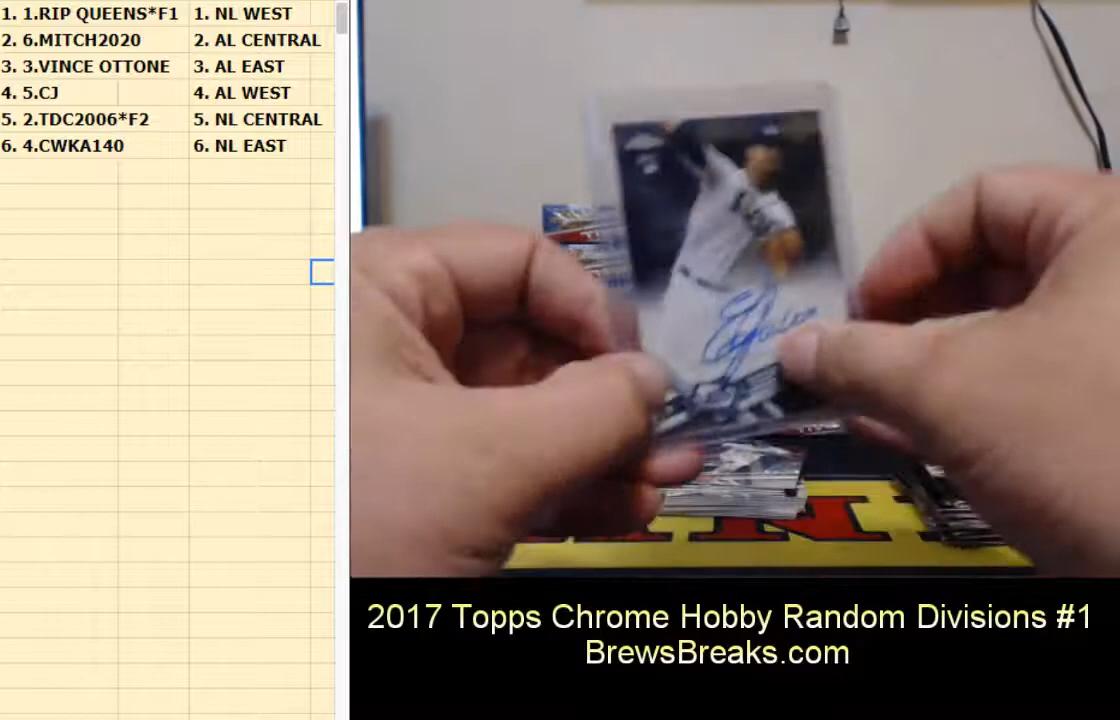 1. 1.RIP QUEENS*F1 1. NL WEST
2. 6.MITCH2020 2. AL CENTRAL
3. 3.VINCE OTTONE 3. AL EAST
4. 5.CJ 4. AL WEST
5. 2.TDC2006*F2 5. NL CENTRAL
6. 4.CWKA140 6. NL EAST
2017 Topps Chrome Hobby Random Divisions #1
BrewsBreaks.com